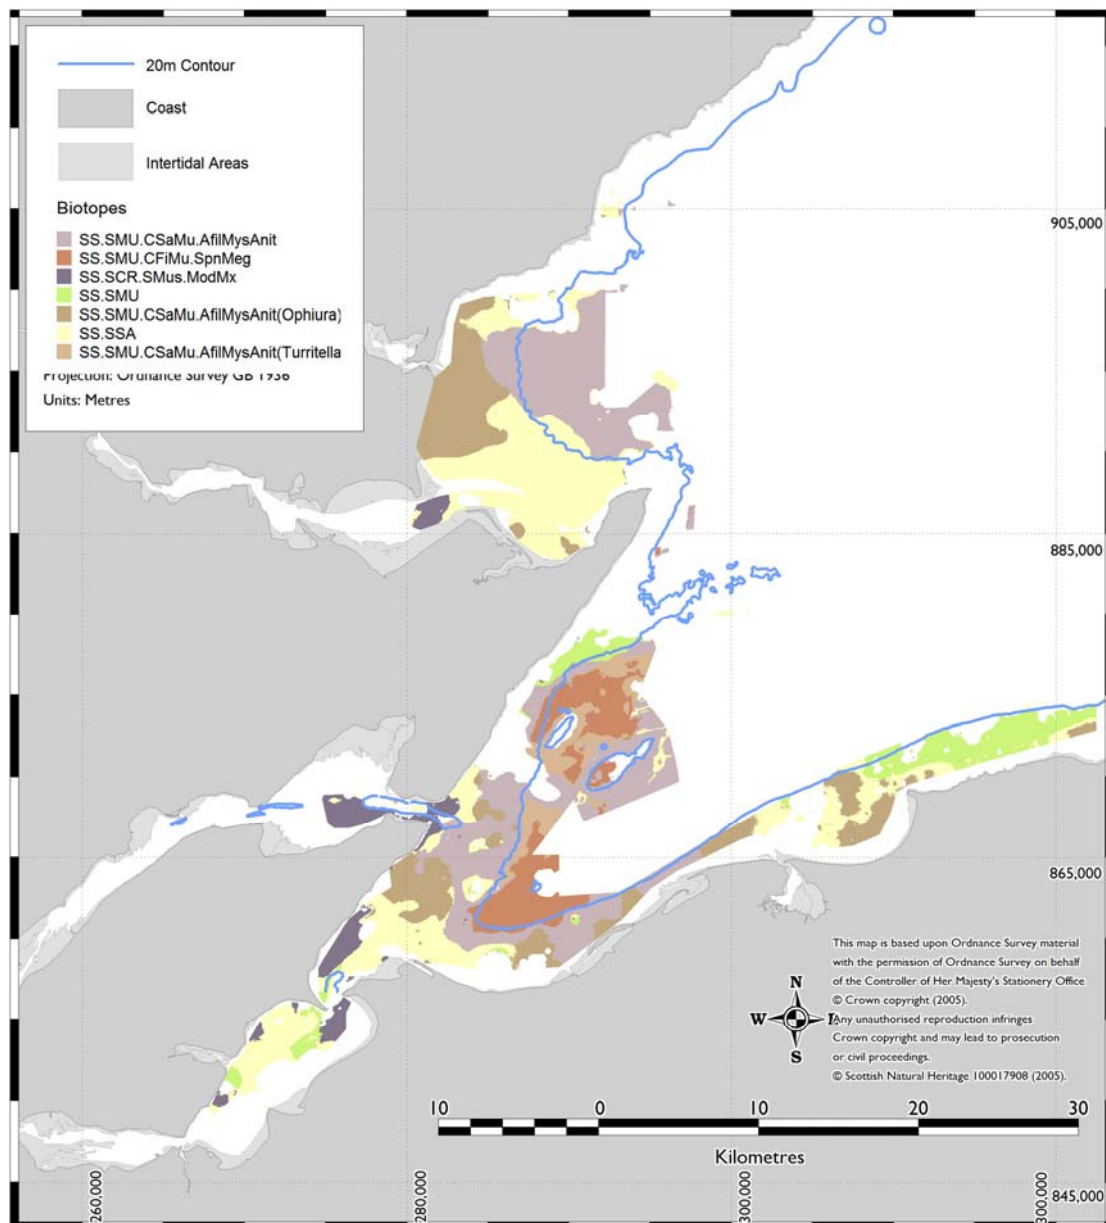 20m Contour
Coast
Intertidal Areas
Biotopes
SS.SMU.CSaMu.AfilMysAnit
SS.SMU.CFiMu.SpnMeg
SS.SCR.SMus.ModMx
SS.SMU
SS.SMU.CSaMu.AfilMysAnit(Ophiura)
SS.SSA
SS.SMU.CSaMu.AfilMysAnit(Turritella
Projection: Ordnance Survey GB 1936
Units: Metres
905,000
885,000
865,000
This map is based upon Ordnance Survey material
with the permission of Ordnance Survey on behalf
of the Controller of Her Majesty's Stationery Office
© Crown copyright (2005).
Any unauthorised reproduction infringes
Crown copyright and may lead to prosecution
or civil proceedings.
© Scottish Natural Heritage 100017908 (2005).
N
W
E
S
10 0 10 20 30
Kilometres
260,000
280,000
300,000
300,000
845,000